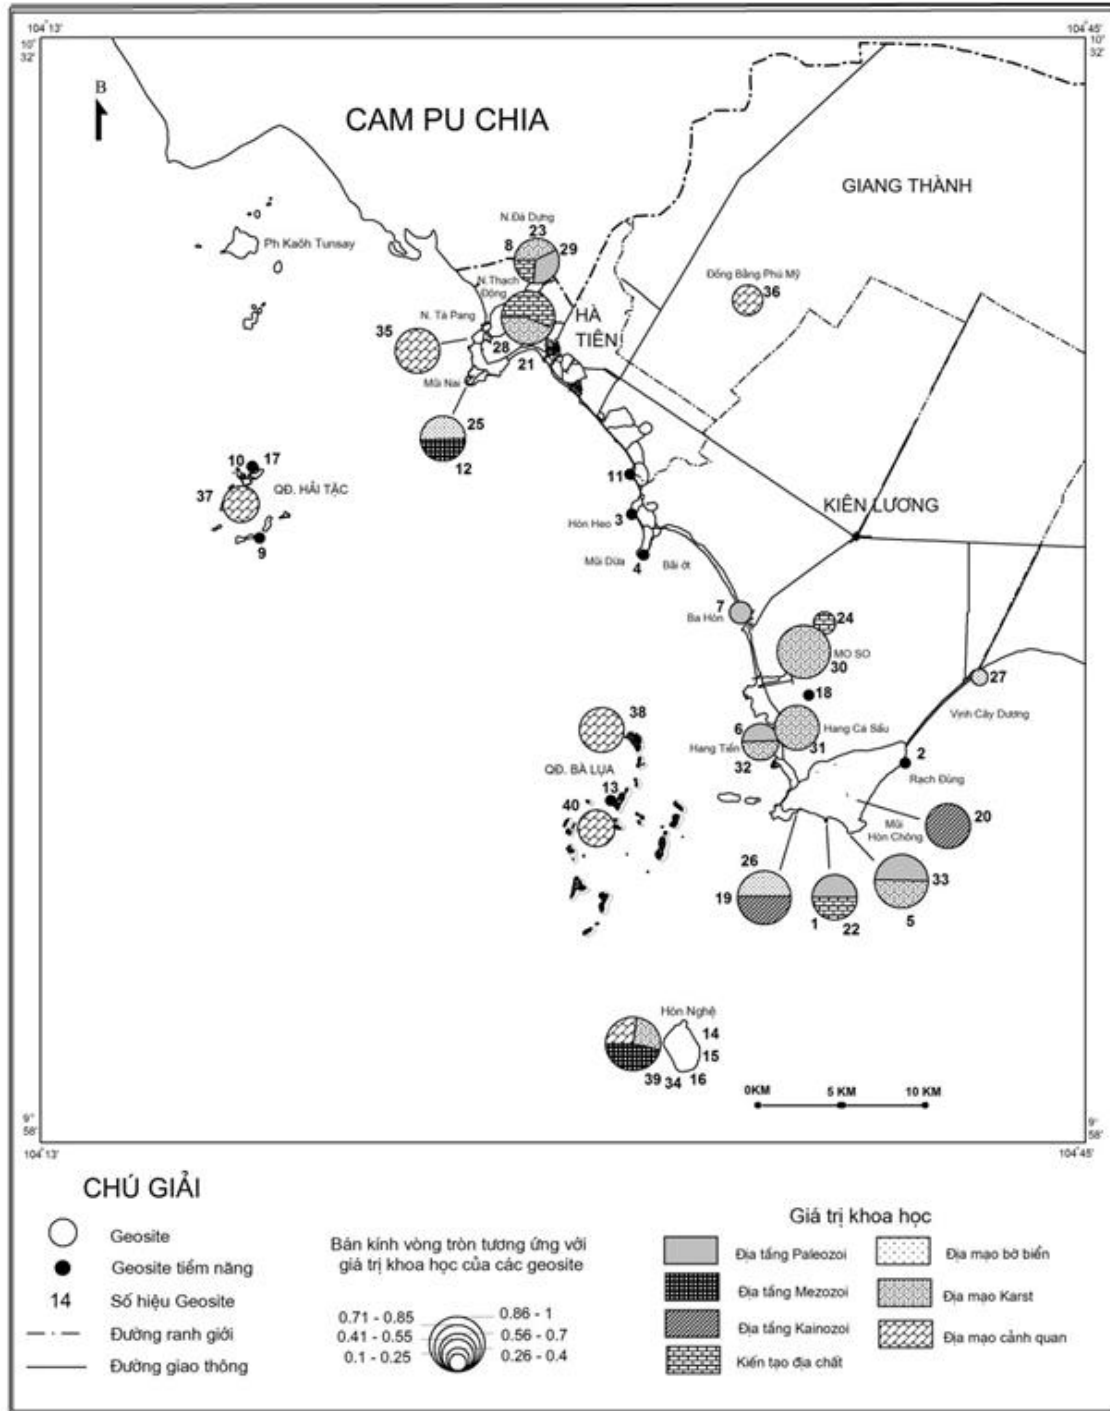 104°13'
104°45'
10°
32'
10°
32'
B
CAM PU CHIA
GIANG THÀNH
N.Đá Dựng
23
8
29
Ph Kaôh Tunsay
N.Thạch
Động
Đồng Bằng Phú Mỹ
36
N. Tà Pang
HÀ
TIÊN
35
28
21
Mũi Nai
25
12
10
17
37
QĐ. HẢI TẶC
9
11
KIÊN LƯƠNG
3
Hòn Heo
Mũi Dừa
4
Bãi ớt
7
Ba Hòn
24
MO SO
30
27
18
Vịnh Cây Dương
38
6
Hang Cá Sấu
Hang Tiền
31
32
2
Rạch Đùng
QĐ. BÀ LỤA
13
40
20
Mũi
Hòn Chông
26
19
33
1
22
5
Hòn Nghệ
14
15
39
34
16
0KM
5 KM
10 KM
9°
58'
9°
58'
104°13'
104°45'
CHÚ GIẢI
Geosite
Geosite tiềm năng
14
Số hiệu Geosite
Đường ranh giới
Đường giao thông
Bán kính vòng tròn tương ứng với
giá trị khoa học của các geosite
0.71 - 0.85
0.86 - 1
0.41 - 0.55
0.56 - 0.7
0.1 - 0.25
0.26 - 0.4
Giá trị khoa học
Địa tầng Paleozoi
Địa mạo bờ biển
Địa tầng Mezozoi
Địa mạo Karst
Địa tầng Kainozoi
Địa mạo cảnh quan
Kiến tạo địa chất